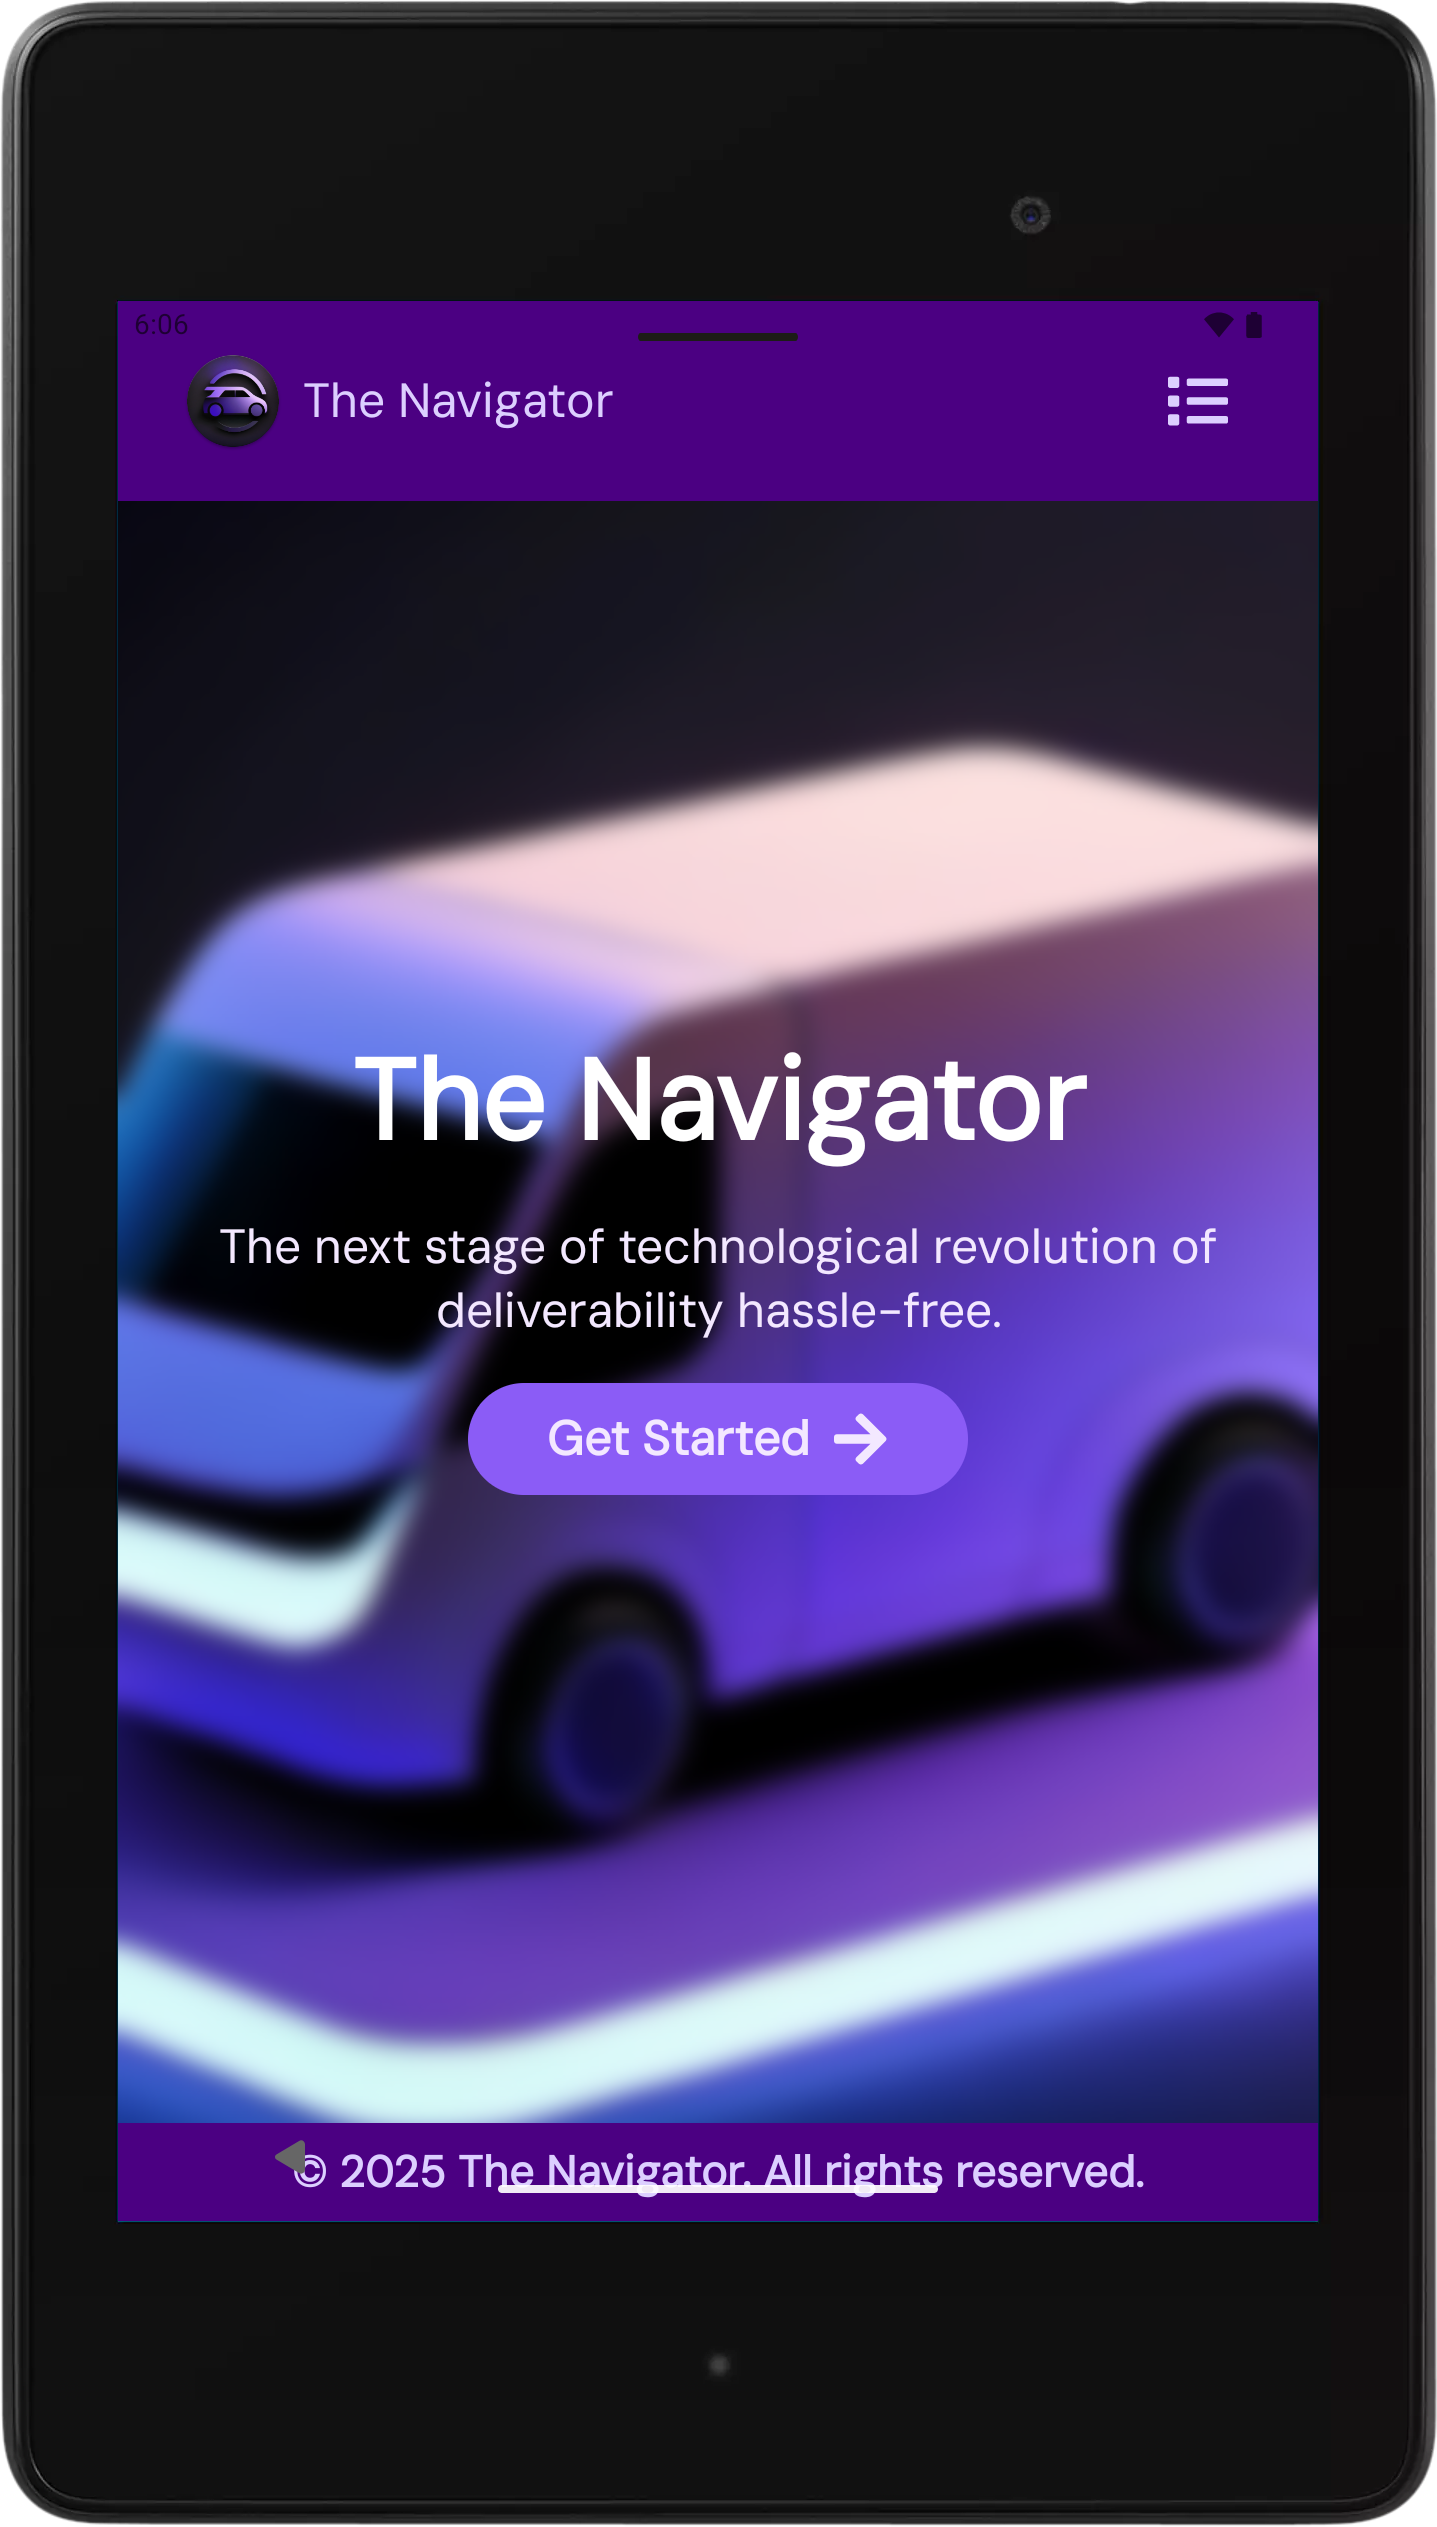 6:06
The Navigator
The Navigator
The next stage of technological revolution of
deliverability hassle-free.
Get Started
© 2025 The Navigator. All rights reserved.